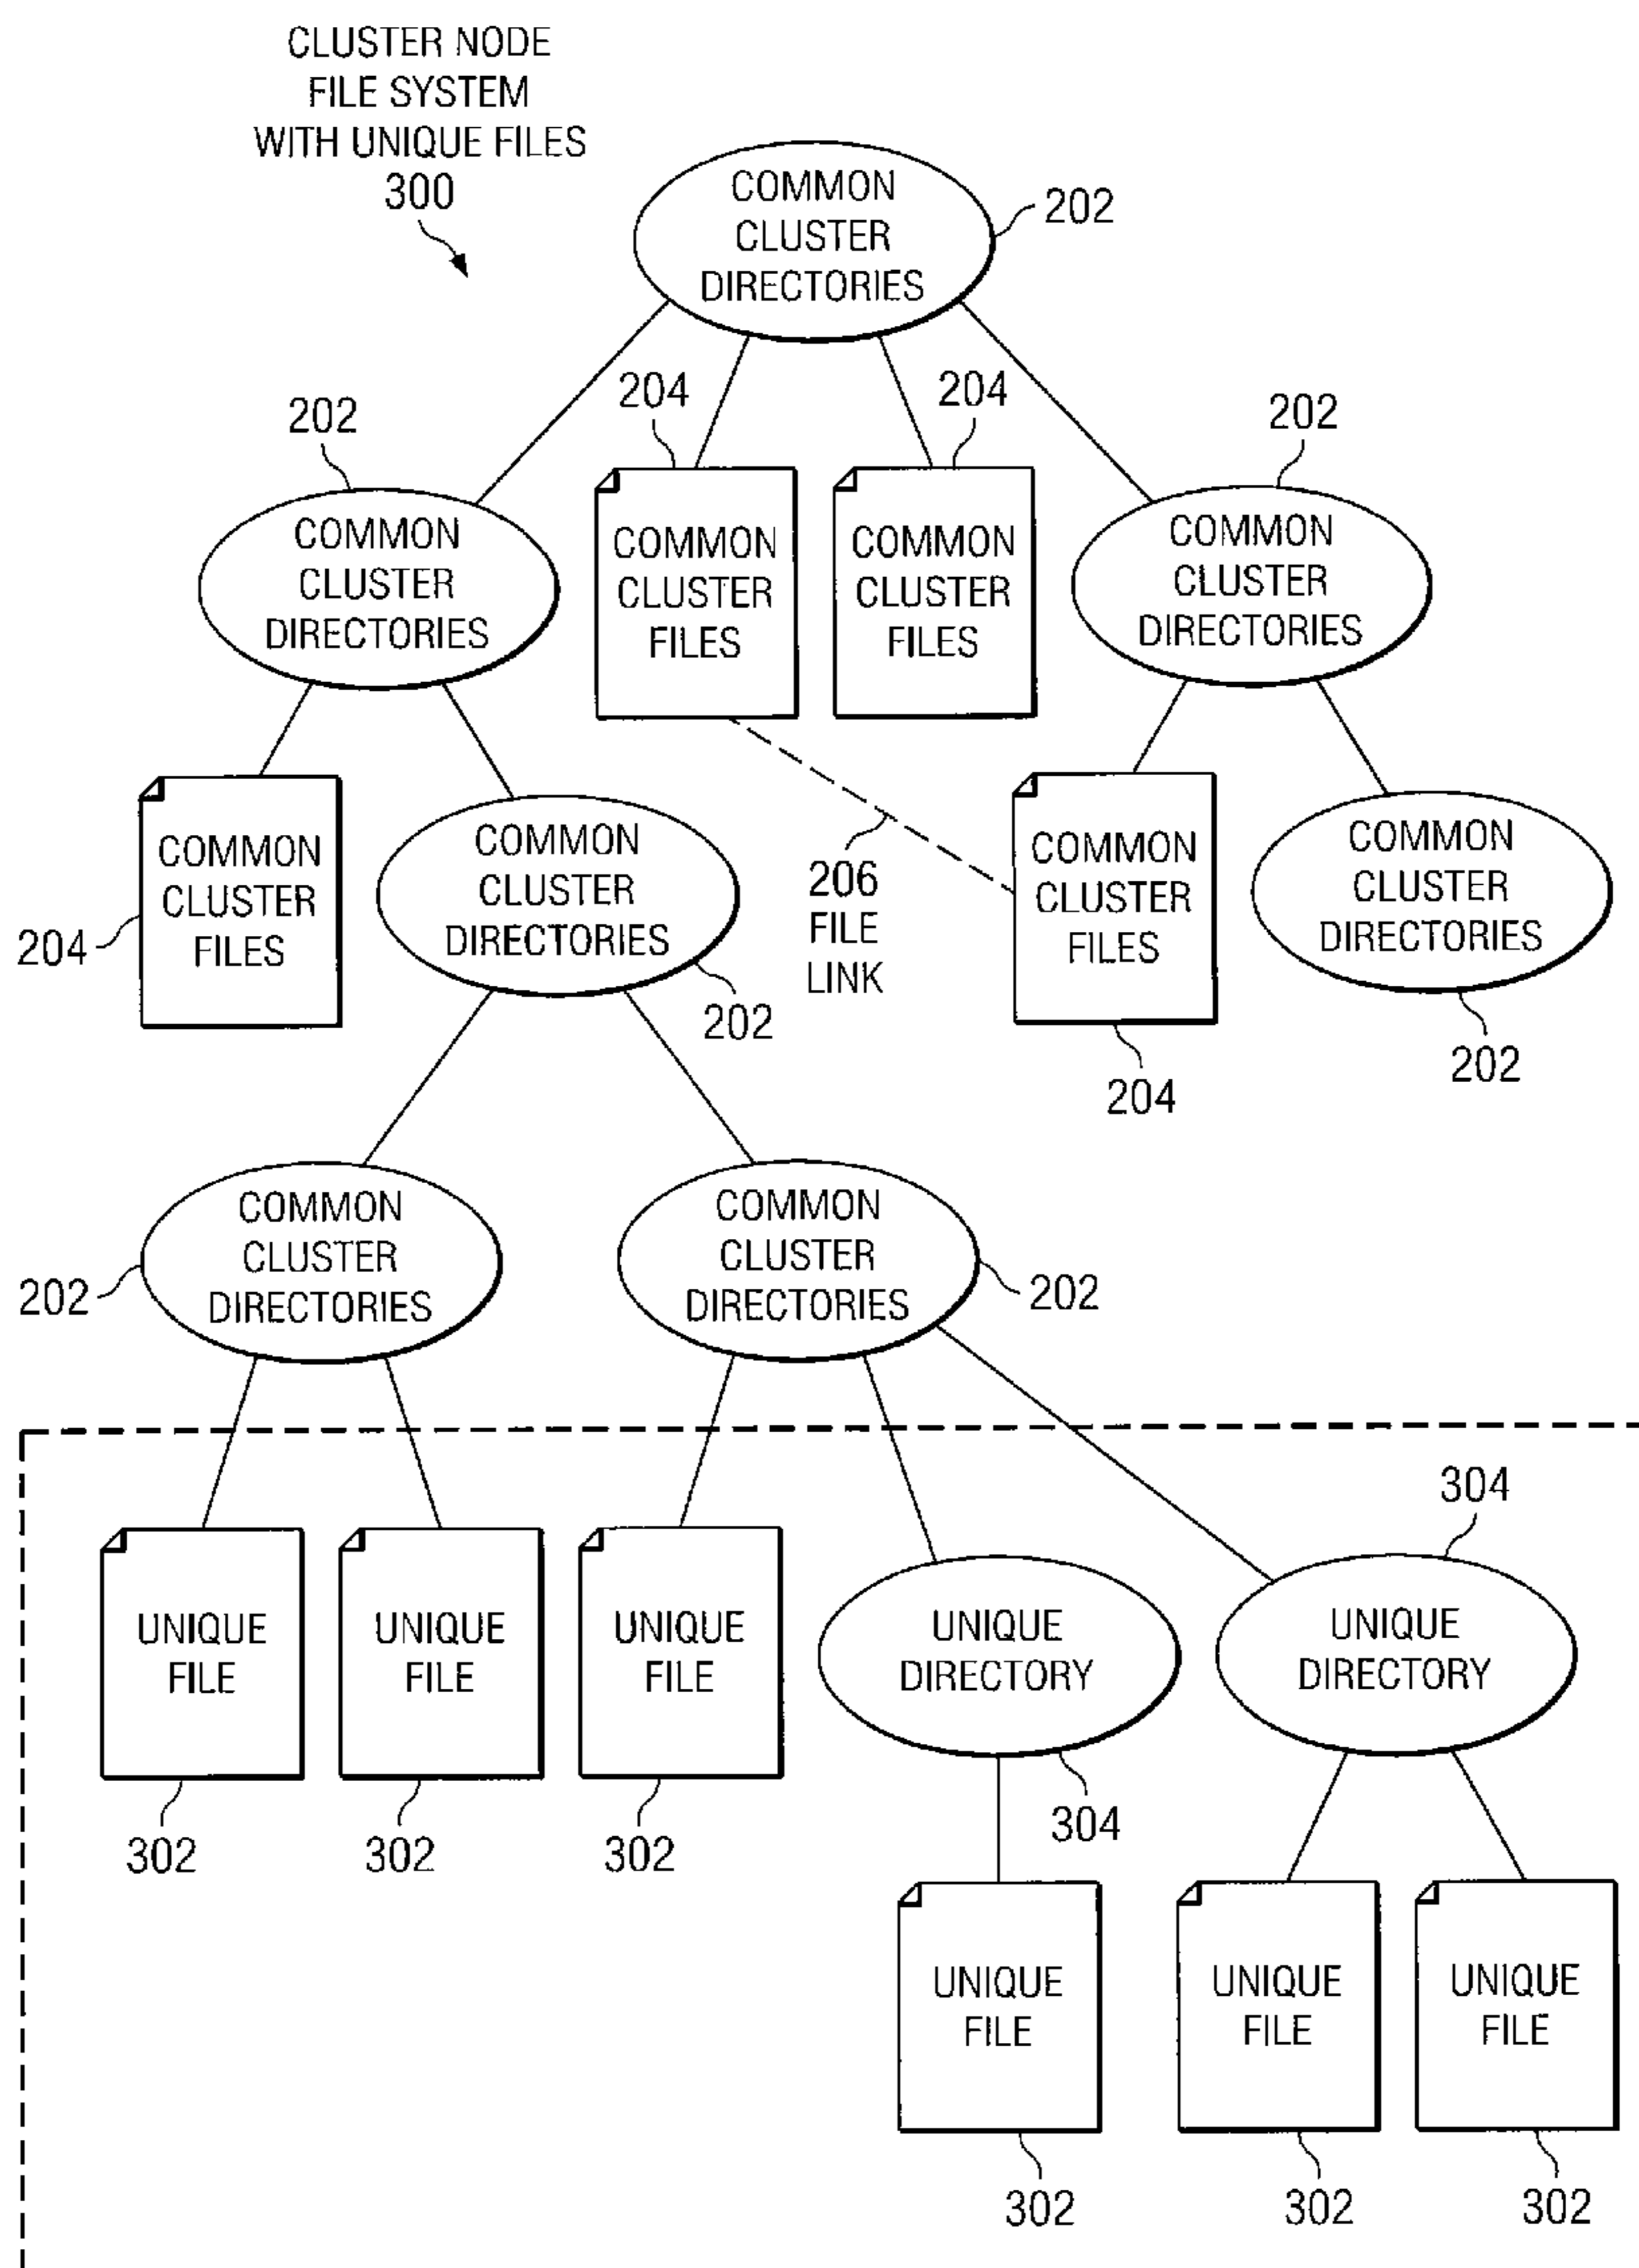 CLUSTER NODE
FILE SYSTEM
WITH UNIQUE FILES
300
COMMON
CLUSTER
DIRECTORIES
202
202
204
204
202
COMMON
CLUSTER
DIRECTORIES
COMMON
CLUSTER
FILES
COMMON
CLUSTER
FILES
COMMON
CLUSTER
DIRECTORIES
COMMON
CLUSTER
FILES
204
COMMON
CLUSTER
DIRECTORIES
202
206
FILE
LINK
COMMON
CLUSTER
FILES
204
COMMON
CLUSTER
DIRECTORIES
202
COMMON
CLUSTER
DIRECTORIES
202
COMMON
CLUSTER
DIRECTORIES
202
UNIQUE
FILE
302
UNIQUE
FILE
302
UNIQUE
FILE
302
UNIQUE
DIRECTORY
304
304
UNIQUE
DIRECTORY
UNIQUE
FILE
302
UNIQUE
FILE
302
UNIQUE
FILE
302